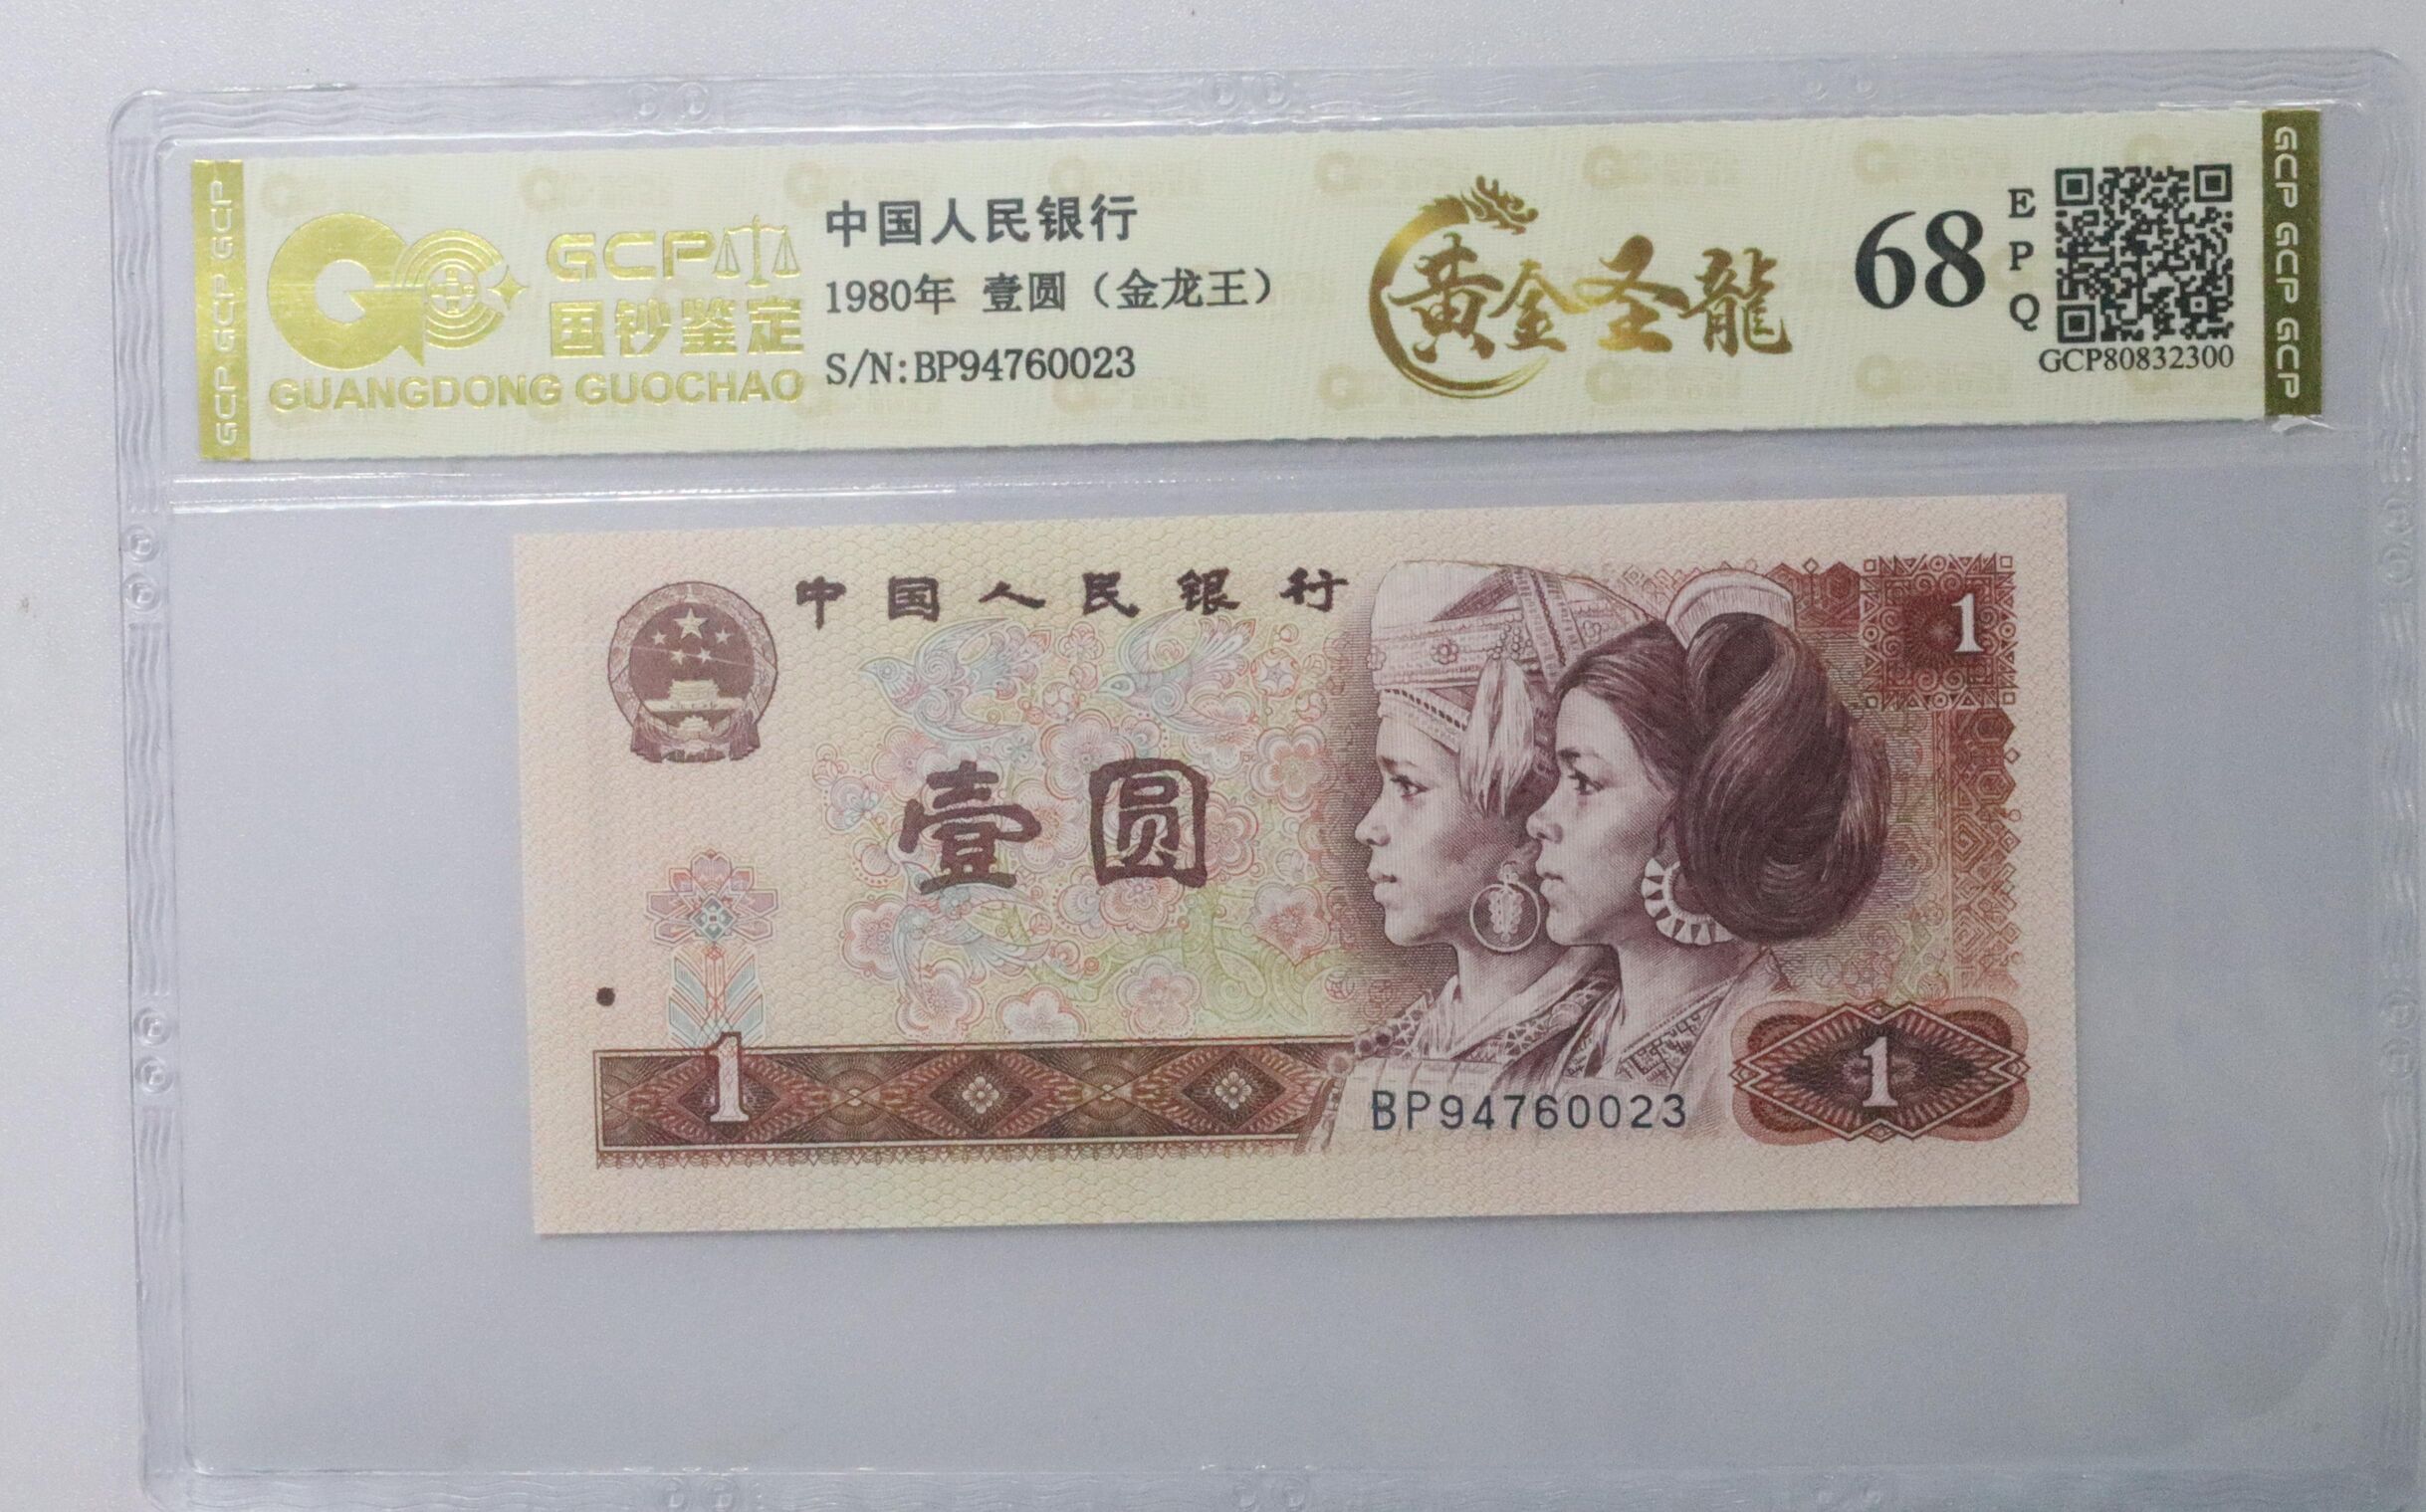 GCP GCP GCP
GCP
国钞鉴定
GUANGDONG GUOCHAO
中国人民银行
1980年 壹圆（金龙王）
S/N:BP94760023
黄金圣龍
68
E
P
Q
GCP80832300
GCP GCP GCP
中国人民银行
1
壹圆
1
BP94760023
1